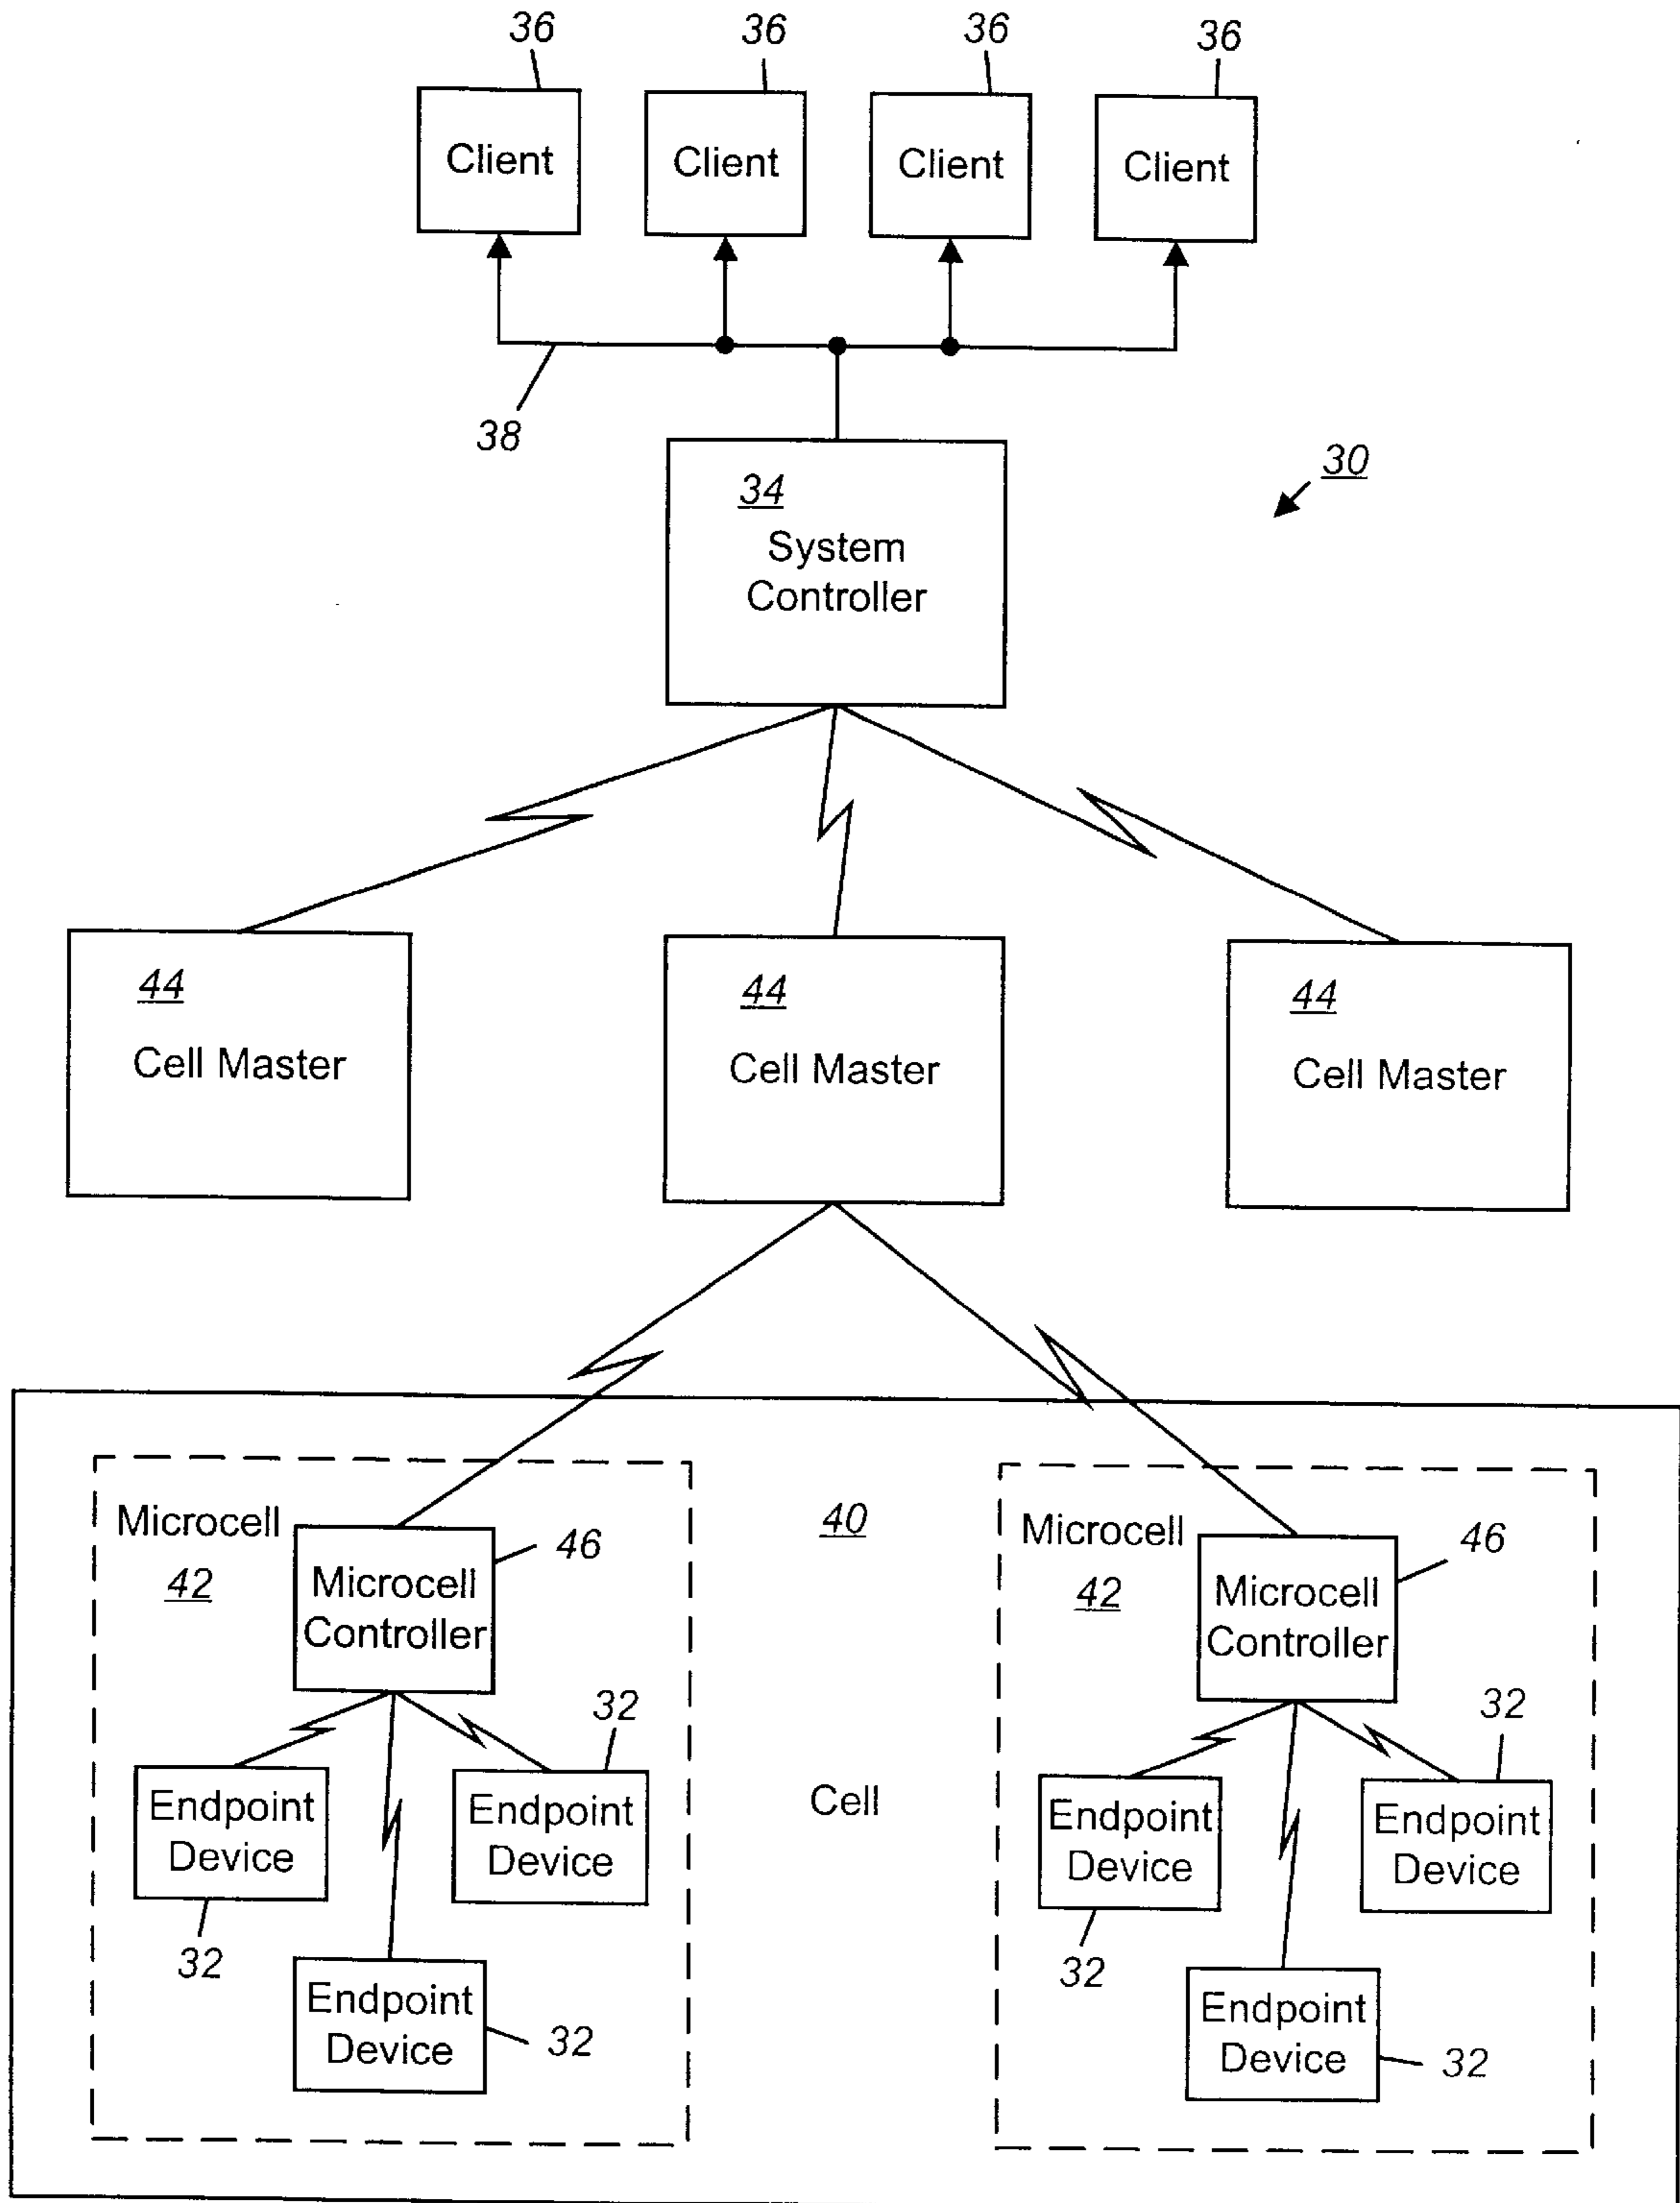 36 36 36 36
Client Client Client Client
38
30
34
System
Controller
44
Cell Master
44
Cell Master
44
Cell Master
40
Cell
Microcell
42
46
Microcell
Controller
32
Endpoint
Device
Endpoint
Device
32
Endpoint
Device
32
Microcell
42
46
Microcell
Controller
32
Endpoint
Device
Endpoint
Device
32
Endpoint
Device
32